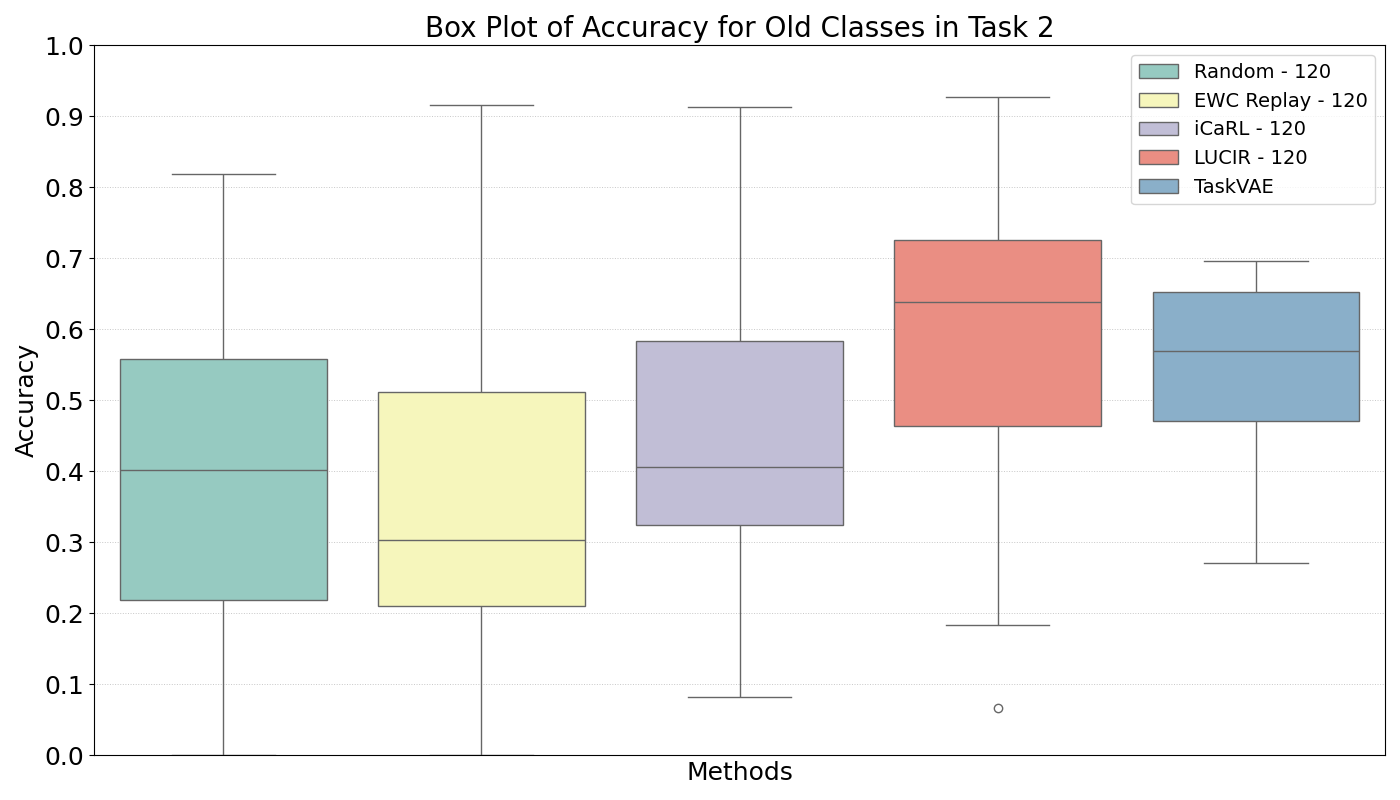 Box Plot of Accuracy for Old Classes in Task 2
1.0
0.9
0.8
0.7
0.6
0.5
0.4
0.3
0.2
0.1
0.0
Accuracy
Methods
Random - 120
EWC Replay - 120
iCaRL - 120
LUCIR - 120
TaskVAE